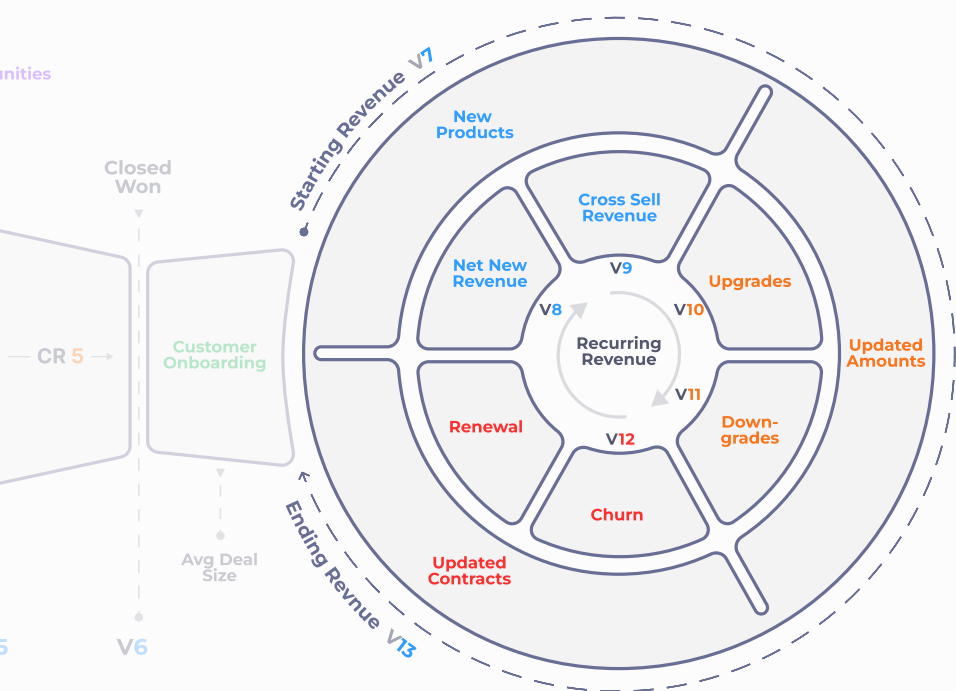 unities
Closed
Won
CR 5
Customer
Onboarding
Avg Deal
Size
5
V6
Starting Revenue V7
New
Products
Cross Sell
Revenue
V9
Net New
Revenue
V8
Upgrades
V10
Recurring
Revenue
Updated
Amounts
V11
Down-
grades
V12
Renewal
Churn
Updated
Contracts
Ending Revnue V13